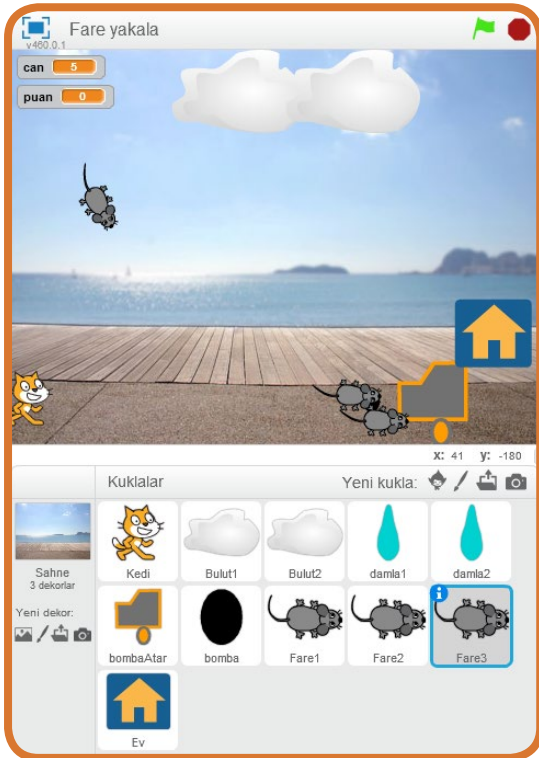 Fare yakala
v460.0.1
can 5
puan 0
x: 41 y: -180
Kuklalar Yeni kukla:
Sahne
3 dekorlar
Yeni dekor:
Kedi Bulut1 Bulut2 damla1 damla2
bombaAtar bomba Fare1 Fare2 Fare3
Ev